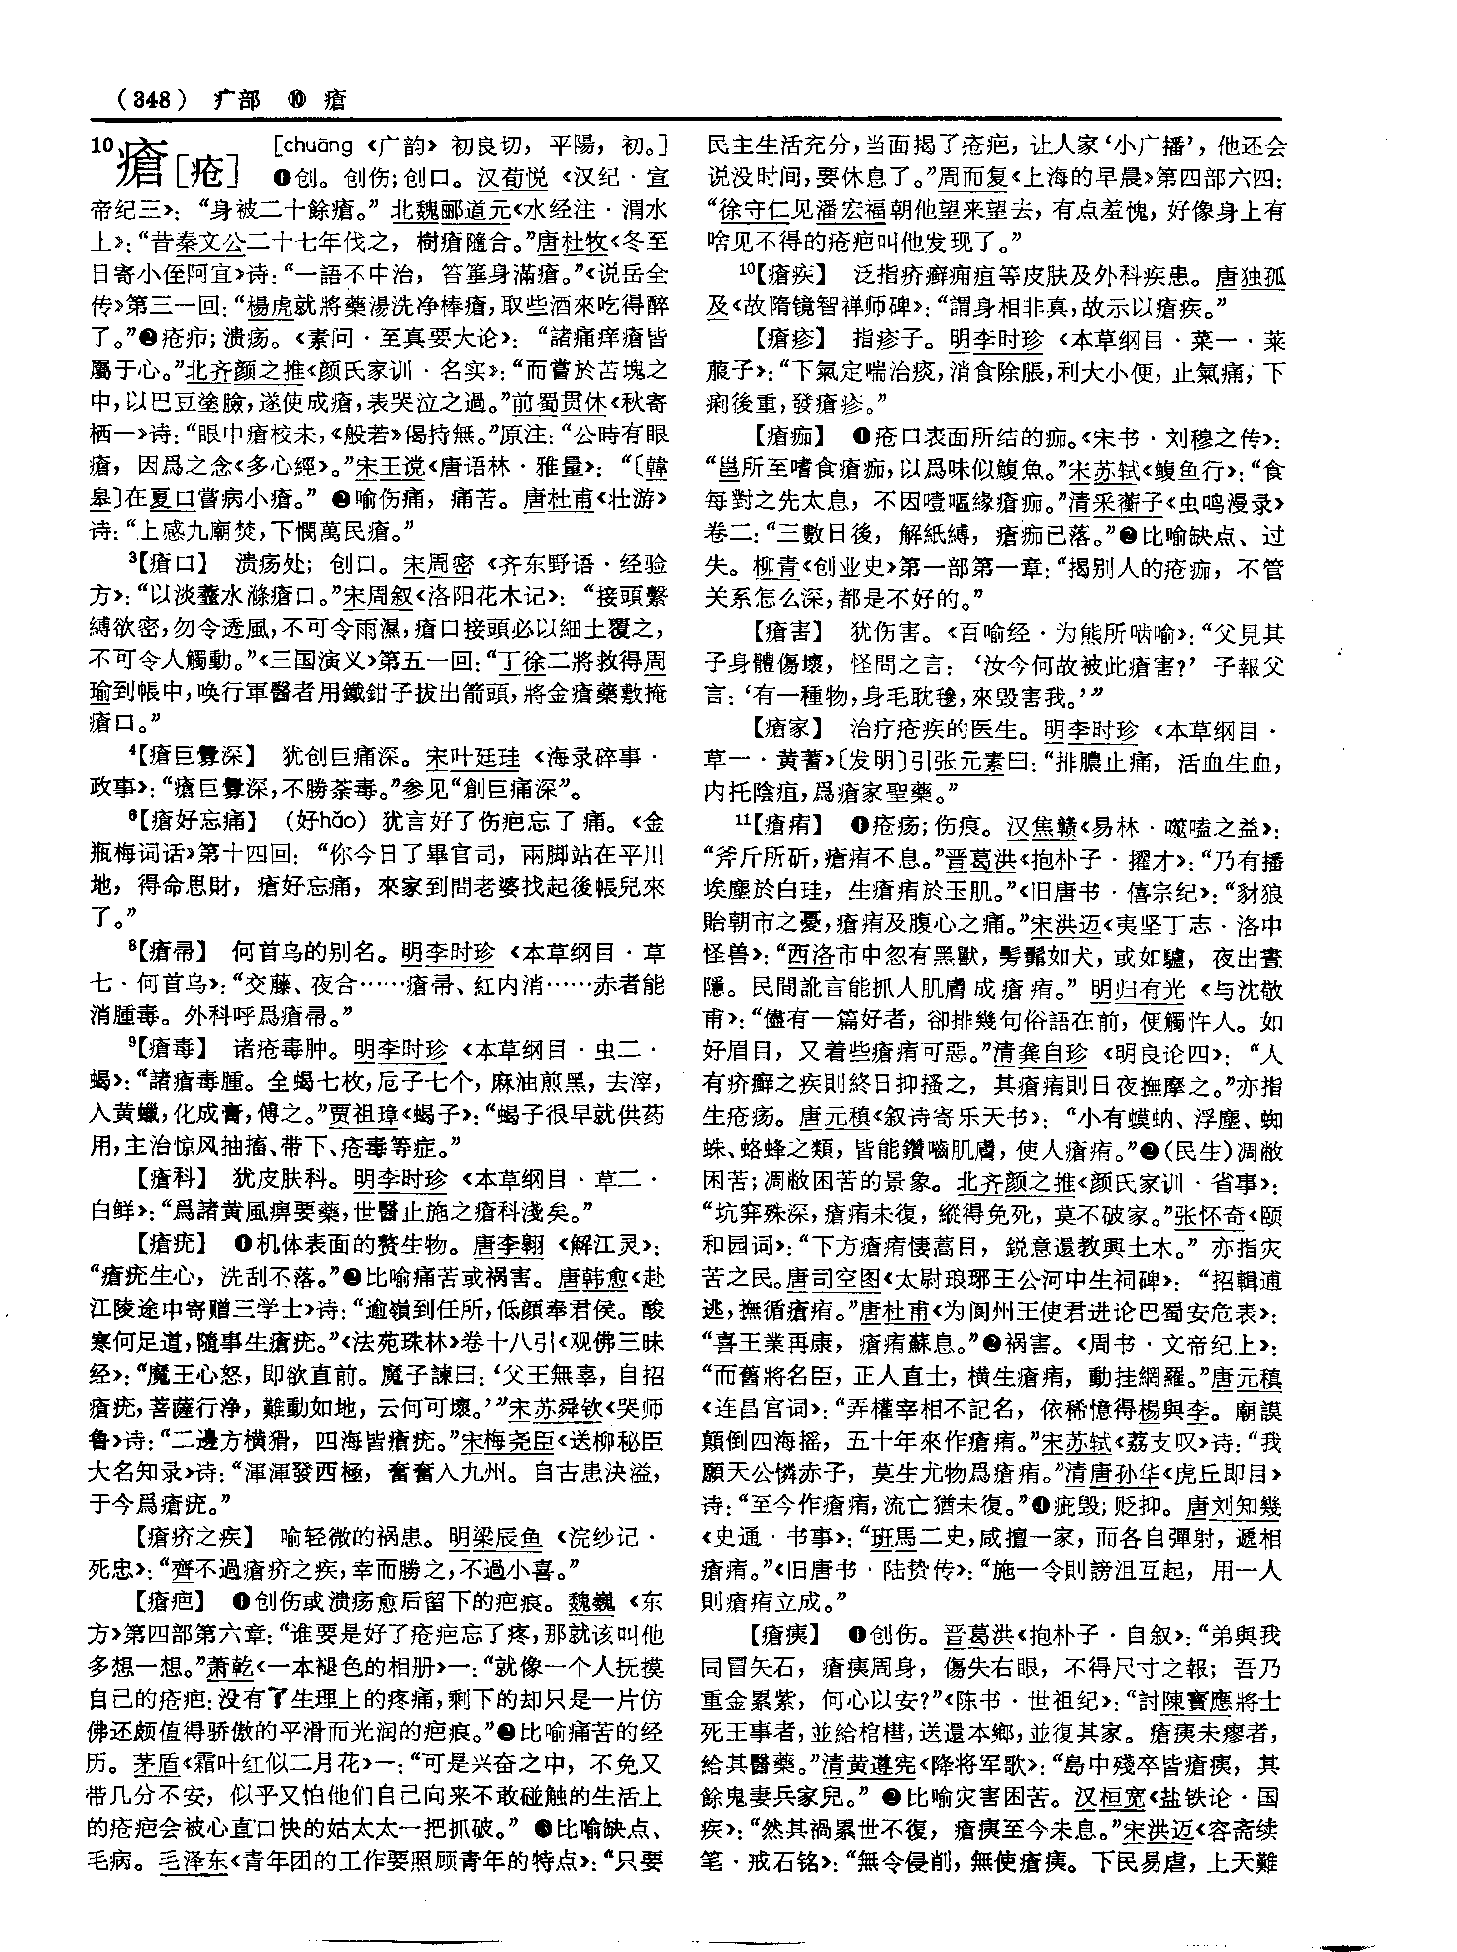 （348） 疒部 ⑩ 瘡
10 瘡［疮］ ［chuāng《广韵》初良切，平陽，初。］
❶创。创伤；创口。汉荀悦《汉纪·宣
帝纪三》：“身被二十餘瘡。”北魏郦道元《水经注·渭水
上》：“昔秦文公二十七年伐之，樹瘡隨合。”唐杜牧《冬至
日寄小侄阿宜》诗：“一語不中治，笞箠身滿瘡。”《说岳全
传》第三一回：“楊虎就將藥湯洗净棒瘡，取些酒來吃得醉
了。”❷疮疖；溃疡。《素问·至真要大论》：“諸痛痒瘡皆
屬于心。”北齐颜之推《颜氏家训·名实》：“而嘗於苫塊之
中，以巴豆塗臉，遂使成瘡，表哭泣之過。”前蜀贯休《秋寄
栖一》诗：“眼中瘡校未，《般若》偈持無。”原注：“公時有眼
瘡，因爲之念《多心經》。”宋王谠《唐语林·雅量》：“〔韓
皋〕在夏口嘗病小瘡。”❸喻伤痛，痛苦。唐杜甫《壮游》
诗：“上感九廟焚，下憫萬民瘡。”
3【瘡口】 溃疡处；创口。宋周密《齐东野语·经验
方》：“以淡虀水滌瘡口。”宋周叙《洛阳花木记》：“接頭繫
縛欲密，勿令透風，不可令雨濕，瘡口接頭必以細土覆之，
不可令人觸動。”《三国演义》第五一回：“丁徐二將救得周
瑜到帳中，唤行軍醫者用鐵鉗子拔出箭頭，將金瘡藥敷掩
瘡口。”
4【瘡巨釁深】 犹创巨痛深。宋叶廷珪《海录碎事·
政事》：“瘡巨釁深，不勝荼毒。”参见“創巨痛深”。
6【瘡好忘痛】（好hǎo）犹言好了伤疤忘了痛。《金
瓶梅词话》第十四回：“你今日了畢官司，兩脚站在平川
地，得命思財，瘡好忘痛，來家到問老婆找起後帳兒來
了。”
8【瘡帚】 何首乌的别名。明李时珍《本草纲目·草
七·何首乌》：“交藤、夜合……瘡帚、紅内消……赤者能
消腫毒。外科呼爲瘡帚。”
9【瘡毒】 诸疮毒肿。明李时珍《本草纲目·虫二·
蝎》：“諸瘡毒腫。全蝎七枚，卮子七个，麻油煎黑，去滓，
入黄蠟，化成膏，傅之。”贾祖璋《蝎子》：“蝎子很早就供药
用，主治惊风抽搐、带下、疮毒等症。”
【瘡科】 犹皮肤科。明李时珍《本草纲目·草二·
白鲜》：“爲諸黄風痹要藥，世醫止施之瘡科淺矣。”
【瘡疣】 ❶机体表面的赘生物。唐李翱《解江灵》：
“瘡疣生心，洗刮不落。”❷比喻痛苦或祸害。唐韩愈《赴
江陵途中寄赠三学士》诗：“逾嶺到任所，低顔奉君侯。酸
寒何足道，隨事生瘡疣。”《法苑珠林》卷十八引《观佛三昧
经》：“魔王心怒，即欲直前。魔子諫曰：‘父王無辜，自招
瘡疣，菩薩行净，難動如地，云何可壞。’”宋苏舜钦《哭师
鲁》诗：“二邊方横猾，四海皆瘡疣。”宋梅尧臣《送柳秘臣
大名知录》诗：“渾渾發西極，奮奮入九州。自古患決溢，
于今爲瘡疣。”
【瘡疥之疾】 喻轻微的祸患。明梁辰鱼《浣纱记·
死忠》：“齊不過瘡疥之疾，幸而勝之，不過小喜。”
【瘡疤】 ❶创伤或溃疡愈后留下的疤痕。魏巍《东
方》第四部第六章：“谁要是好了疮疤忘了疼，那就该叫他
多想一想。”萧乾《一本褪色的相册》一：“就像一个人抚摸
自己的疮疤：没有了生理上的疼痛，剩下的却只是一片仿
佛还颇值得骄傲的平滑而光润的疤痕。”❷比喻痛苦的经
历。茅盾《霜叶红似二月花》一：“可是兴奋之中，不免又
带几分不安，似乎又怕他们自己向来不敢碰触的生活上
的疮疤会被心直口快的姑太太一把抓破。”❸比喻缺点、
毛病。毛泽东《青年团的工作要照顾青年的特点》：“只要
民主生活充分，当面揭了疮疤，让人家‘小广播’，他还会
说没时间，要休息了。”周而复《上海的早晨》第四部六四：
“徐守仁见潘宏福朝他望来望去，有点羞愧，好像身上有
啥见不得的疮疤叫他发现了。”
10【瘡疾】 泛指疥癣痈疽等皮肤及外科疾患。唐独孤
及《故隋镜智禅师碑》：“謂身相非真，故示以瘡疾。”
【瘡疹】 指疹子。明李时珍《本草纲目·菜一·莱
菔子》：“下氣定喘治痰，消食除脹，利大小便，止氣痛，下
痢後重，發瘡疹。”
【瘡痂】 ❶疮口表面所结的痂。《宋书·刘穆之传》：
“邕所至嗜食瘡痂，以爲味似鰒魚。”宋苏轼《鳆鱼行》：“食
每對之先太息，不因噎嘔緣瘡痂。”清采蘅子《虫鸣漫录》
卷二：“三數日後，解紙縛，瘡痂已落。”❷比喻缺点、过
失。柳青《创业史》第一部第一章：“揭别人的疮痂，不管
关系怎么深，都是不好的。”
【瘡害】 犹伤害。《百喻经·为熊所啮喻》：“父見其
子身體傷壞，怪問之言：‘汝今何故被此瘡害？’子報父
言：‘有一種物，身毛耽毵，來毁害我。’”
【瘡家】 治疗疮疾的医生。明李时珍《本草纲目·
草一·黄蓍》〔发明〕引张元素曰：“排膿止痛，活血生血，
内托陰疽，爲瘡家聖藥。”
11【瘡痏】 ❶疮疡；伤痕。汉焦赣《易林·噬嗑之益》：
“斧斤所斫，瘡痏不息。”晋葛洪《抱朴子·擢才》：“乃有播
埃塵於白珪，生瘡痏於玉肌。”《旧唐书·僖宗纪》：“豺狼
貽朝市之憂，瘡痏及腹心之痛。”宋洪迈《夷坚丁志·洛中
怪兽》：“西洛市中忽有黑獸，髣髴如犬，或如驢，夜出晝
隱。民間訛言能抓人肌膚成瘡痏。”明归有光《与沈敬
甫》：“儘有一篇好者，卻排幾句俗語在前，便觸忤人。如
好眉目，又着些瘡痏可惡。”清龚自珍《明良论四》：“人
有疥癬之疾則終日抑搔之，其瘡痏則日夜撫摩之。”亦指
生疮疡。唐元稹《叙诗寄乐天书》：“小有蟆蚋、浮塵、蜘
蛛、蛒蜂之類，皆能鑽嚙肌膚，使人瘡痏。”❷（民生）凋敝
困苦；凋敝困苦的景象。北齐颜之推《颜氏家训·省事》：
“坑穽殊深，瘡痏未復，縱得免死，莫不破家。”张怀奇《颐
和园词》：“下方瘡痏悽蒿目，鋭意還教興土木。”亦指灾
苦之民。唐司空图《太尉琅琊王公河中生祠碑》：“招輯逋
逃，撫循瘡痏。”唐杜甫《为阆州王使君进论巴蜀安危表》：
“喜王業再康，瘡痏蘇息。”❸祸害。《周书·文帝纪上》：
“而舊將名臣，正人直士，横生瘡痏，動挂網羅。”唐元稹
《连昌宫词》：“弄權宰相不記名，依稀憶得楊與李。廟謨
顛倒四海摇，五十年來作瘡痏。”宋苏轼《荔支叹》诗：“我
願天公憐赤子，莫生尤物爲瘡痏。”清唐孙华《虎丘即目》
诗：“至今作瘡痏，流亡猶未復。”❹疵毁；贬抑。唐刘知幾
《史通·书事》：“班馬二史，咸擅一家，而各自彈射，遞相
瘡痏。”《旧唐书·陆贽传》：“施一令則謗沮互起，用一人
則瘡痏立成。”
【瘡痍】 ❶创伤。晋葛洪《抱朴子·自叙》：“弟與我
同冒矢石，瘡痍周身，傷失右眼，不得尺寸之報；吾乃
重金累紫，何心以安？”《陈书·世祖纪》：“討陳寶應將士
死王事者，並給棺槥，送還本鄉，並復其家。瘡痍未瘳者，
給其醫藥。”清黄遵宪《降将军歌》：“島中殘卒皆瘡痍，其
餘鬼妻兵家兒。”❷比喻灾害困苦。汉桓宽《盐铁论·国
疾》：“然其禍累世不復，瘡痍至今未息。”宋洪迈《容斋续
笔·戒石铭》：“無令侵削，無使瘡痍。下民易虐，上天難